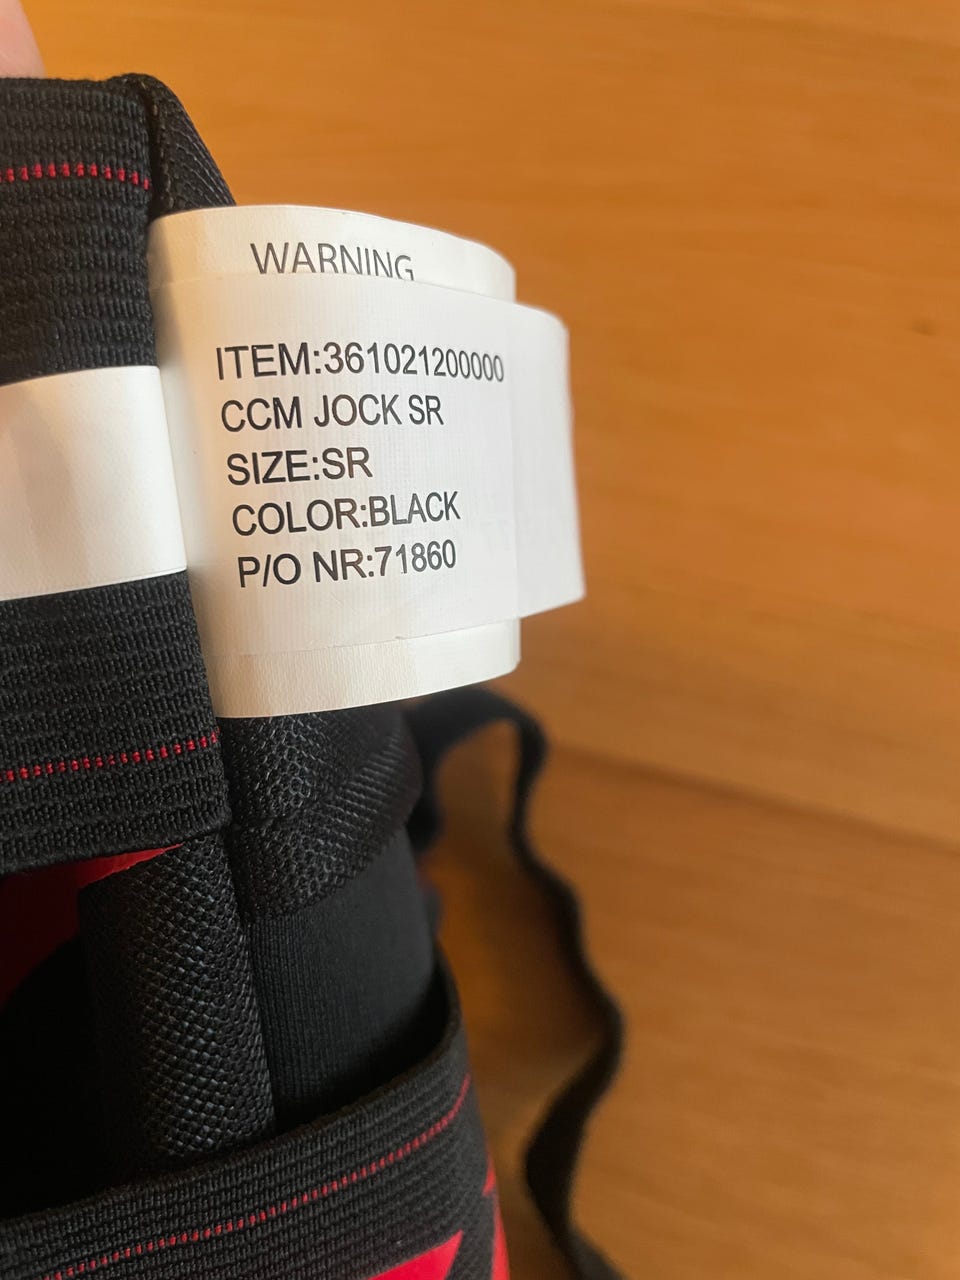 WARNING
ITEM:361021200000
CCM JOCK SR
SIZE:SR
COLOR:BLACK
P/O NR:71860